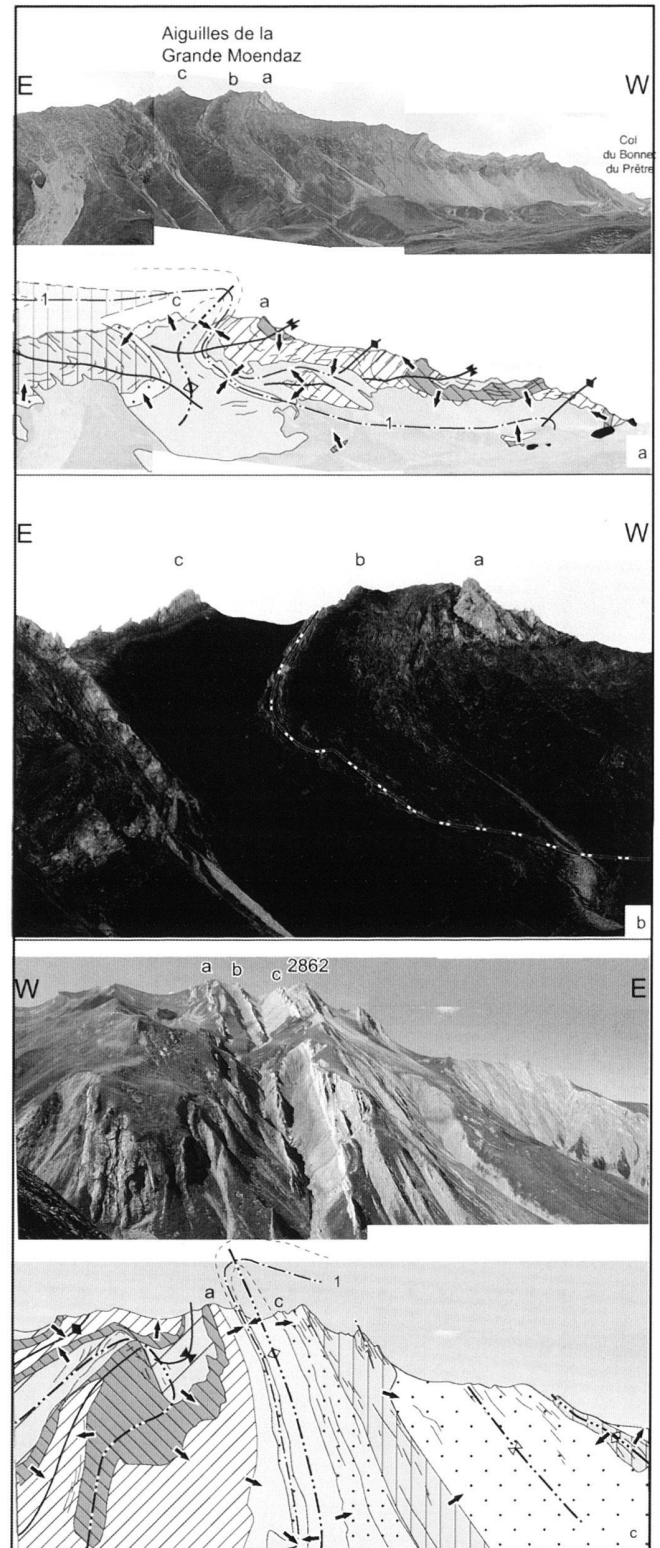 Aiguilles de la
Grande Moendaz
c b a
E W
Col
du Bonnet
du Prêtre
1 c a
1
a
E W
c b a
b
a b c 2862
W E
1
a c
c